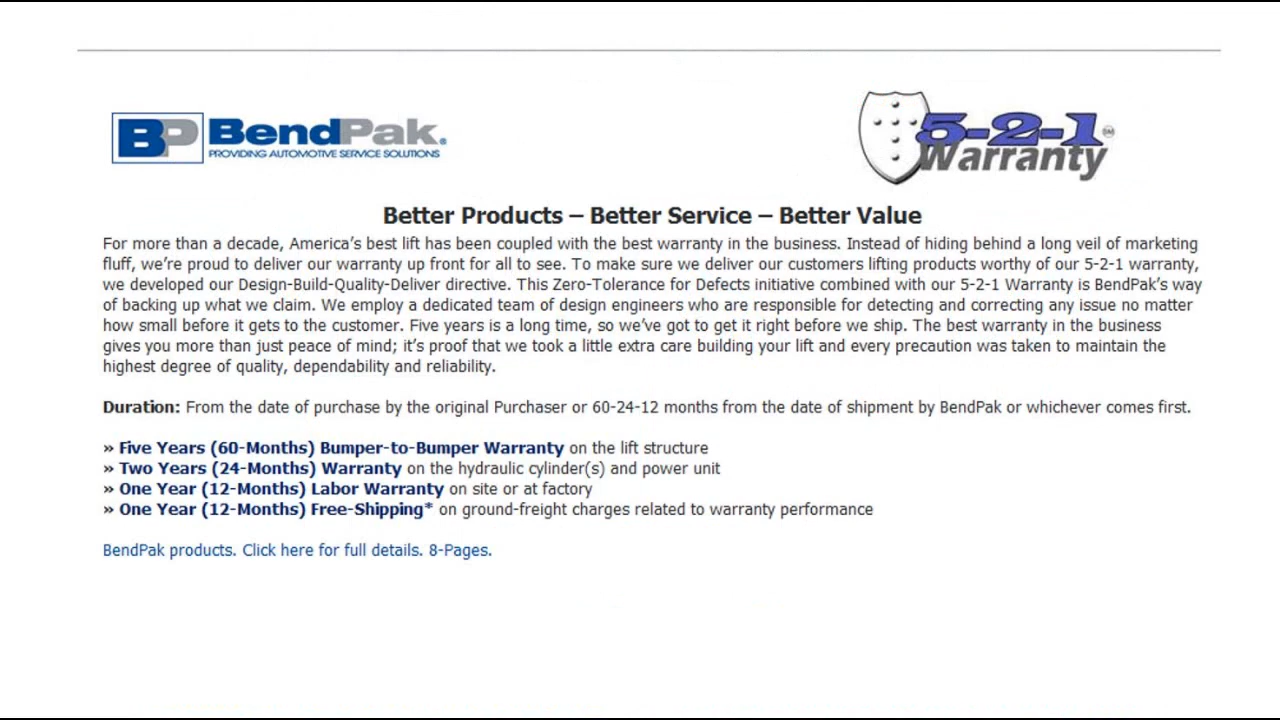 BP BendPak®
PROVIDING AUTOMOTIVE SERVICE SOLUTIONS
5-2-1 SM
Warranty
Better Products – Better Service – Better Value
For more than a decade, America's best lift has been coupled with the best warranty in the business. Instead of hiding behind a long veil of marketing
fluff, we're proud to deliver our warranty up front for all to see. To make sure we deliver our customers lifting products worthy of our 5-2-1 warranty,
we developed our Design-Build-Quality-Deliver directive. This Zero-Tolerance for Defects initiative combined with our 5-2-1 Warranty is BendPak's way
of backing up what we claim. We employ a dedicated team of design engineers who are responsible for detecting and correcting any issue no matter
how small before it gets to the customer. Five years is a long time, so we've got to get it right before we ship. The best warranty in the business
gives you more than just peace of mind; it's proof that we took a little extra care building your lift and every precaution was taken to maintain the
highest degree of quality, dependability and reliability.
Duration: From the date of purchase by the original Purchaser or 60-24-12 months from the date of shipment by BendPak or whichever comes first.
» Five Years (60-Months) Bumper-to-Bumper Warranty on the lift structure
» Two Years (24-Months) Warranty on the hydraulic cylinder(s) and power unit
» One Year (12-Months) Labor Warranty on site or at factory
» One Year (12-Months) Free-Shipping* on ground-freight charges related to warranty performance
BendPak products. Click here for full details. 8-Pages.